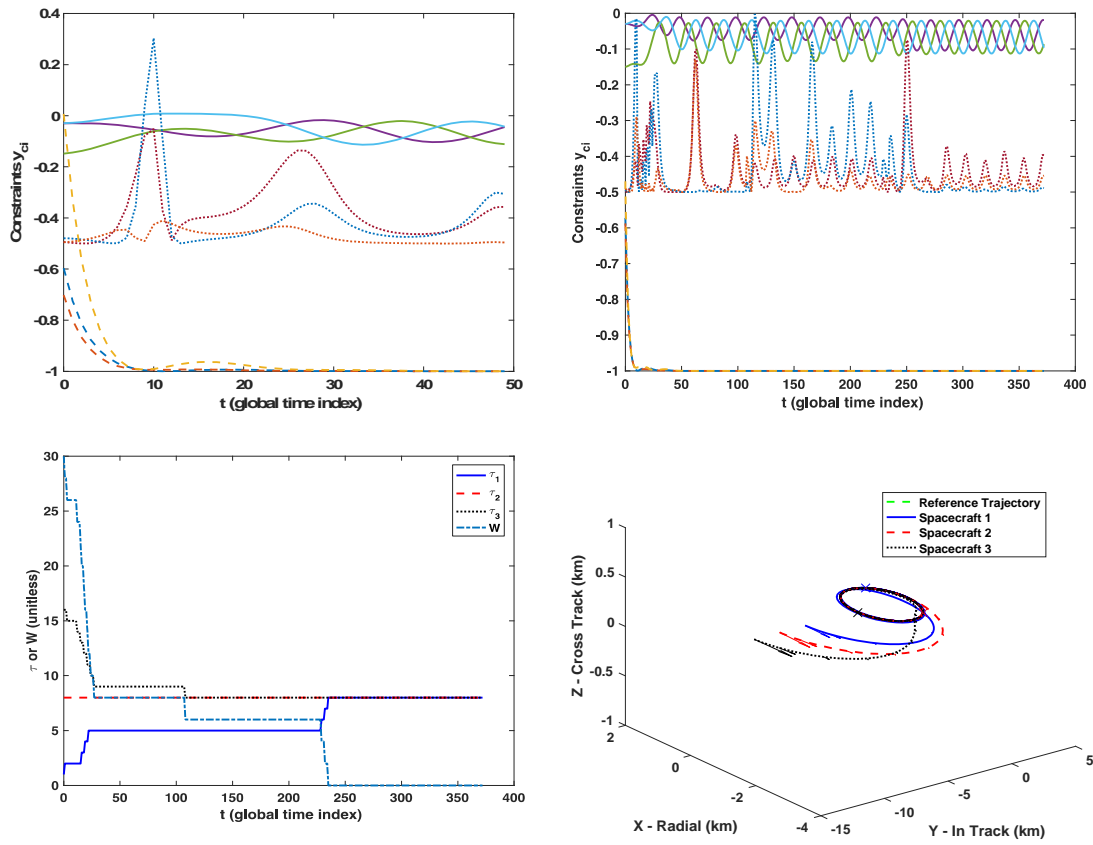 0.4
0.2
0
-0.2
-0.4
-0.6
-0.8
-1
0 10 20 30 40 50
Constraints y_ci
t (global time index)
0
-0.1
-0.2
-0.3
-0.4
-0.5
-0.6
-0.7
-0.8
-0.9
-1
0 50 100 150 200 250 300 350 400
Constraints y_ci
t (global time index)
30
25
20
15
10
5
0
0 50 100 150 200 250 300 350 400
τ or W (unitless)
t (global time index)
τ1
τ2
τ3
W
Reference Trajectory
Spacecraft 1
Spacecraft 2
Spacecraft 3
1
0.5
0
-0.5
-1
Z - Cross Track (km)
2
0
-2
-4
X - Radial (km)
-15
-10
-5
0
5
Y - In Track (km)